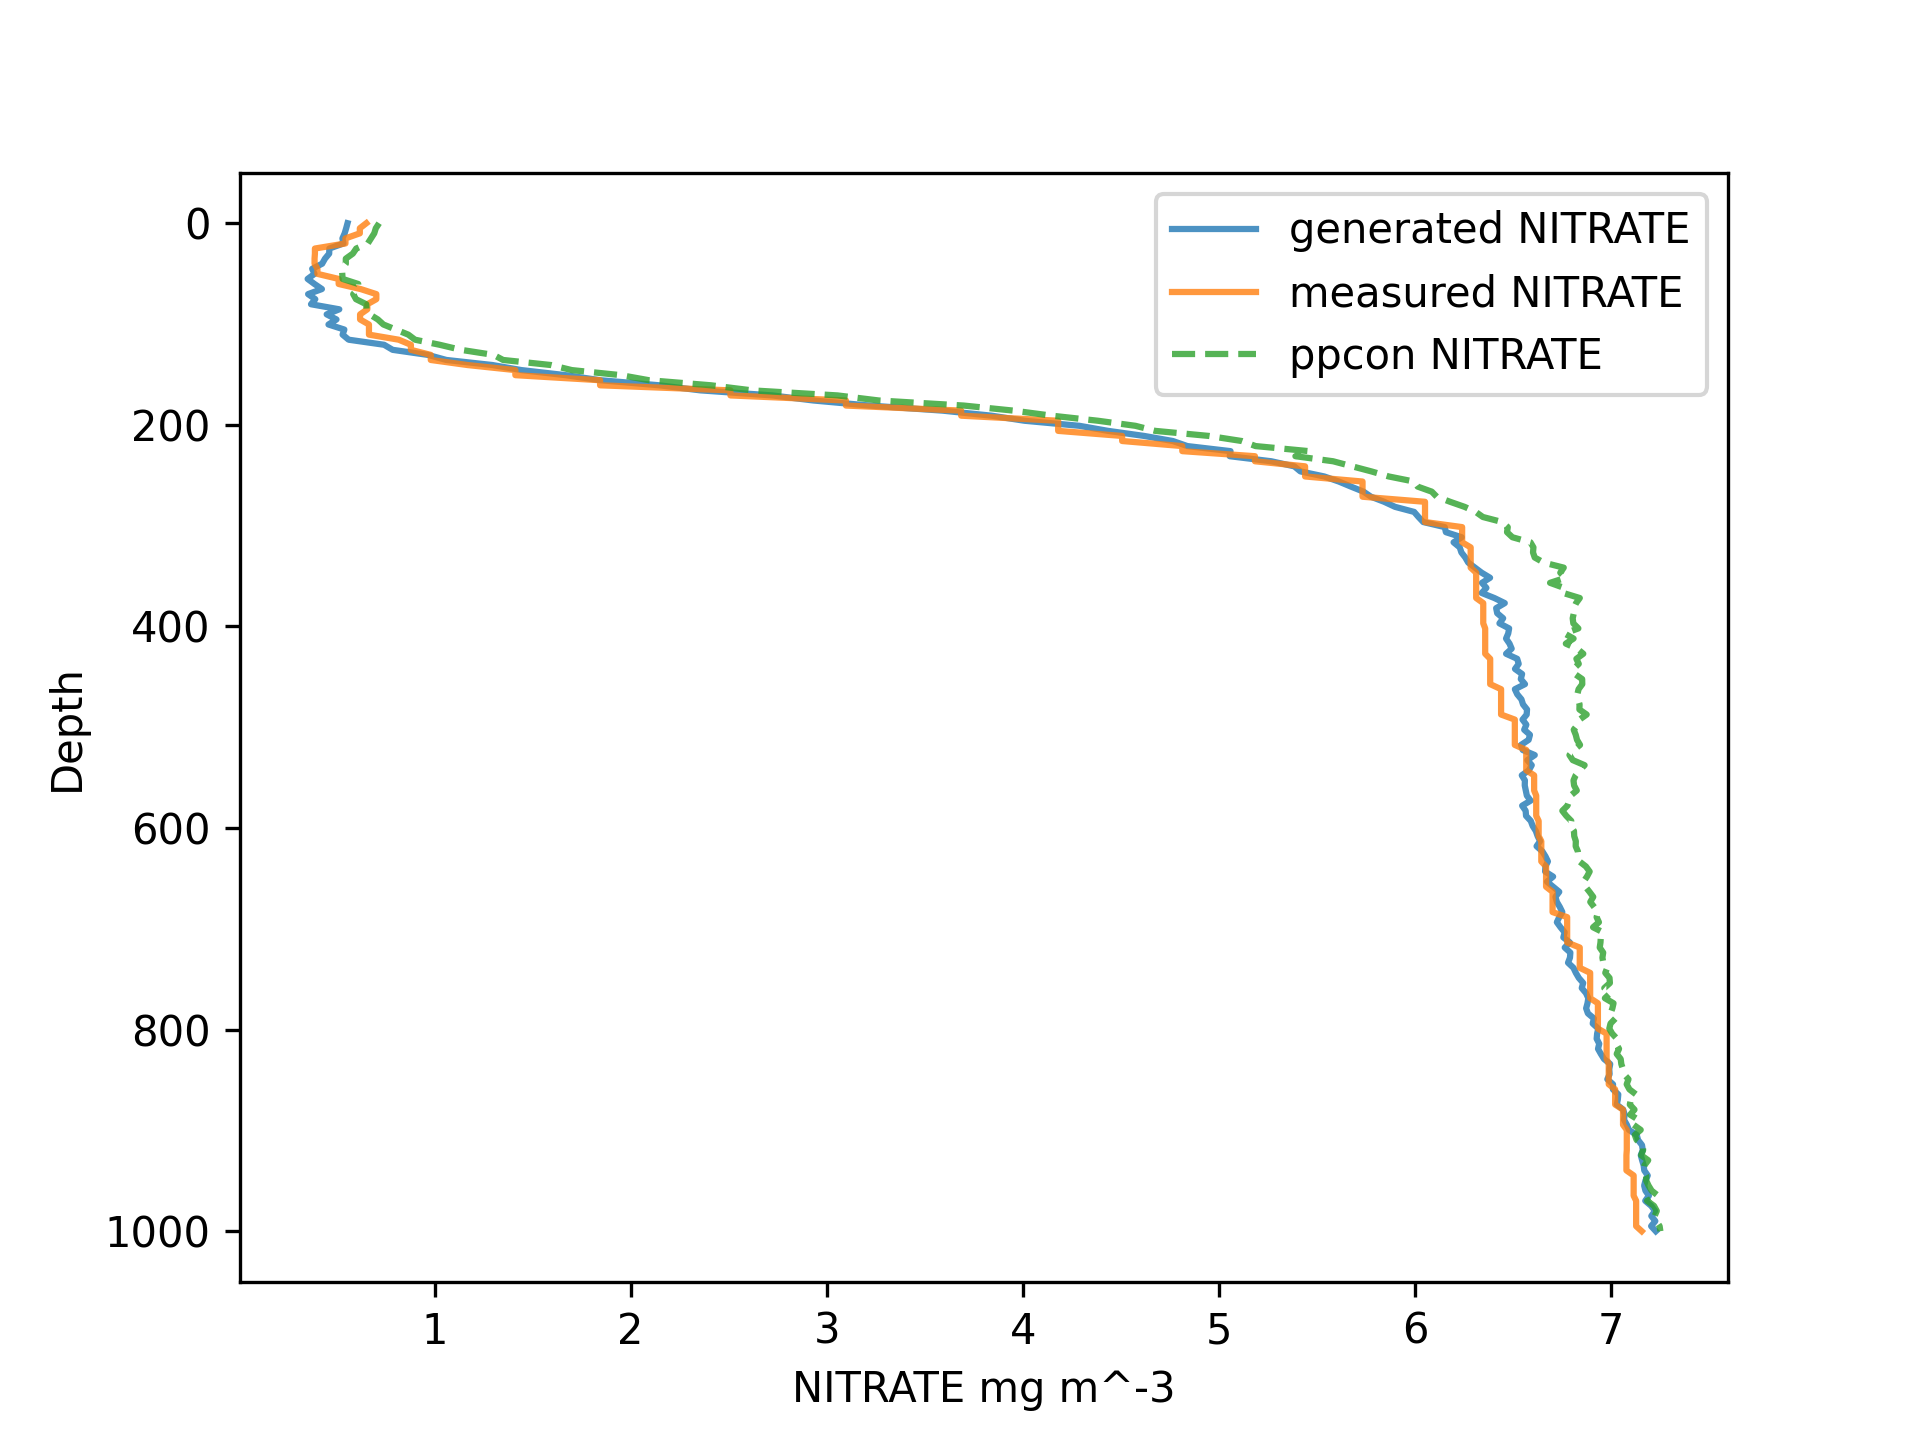 generated NITRATE
measured NITRATE
ppcon NITRATE
0
200
400
600
800
1000
Depth
1 2 3 4 5 6 7
NITRATE mg m^-3